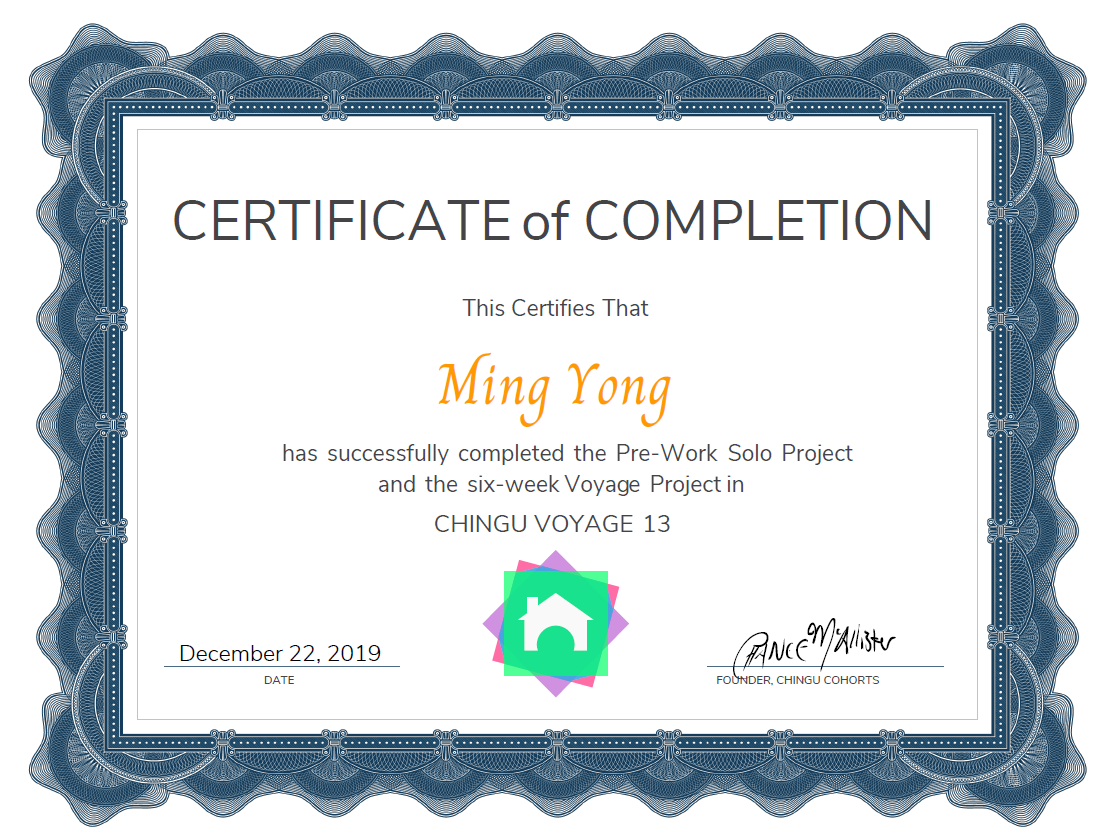 CERTIFICATE of COMPLETION
This Certifies That
Ming Yong
has successfully completed the Pre-Work Solo Project
and the six-week Voyage Project in
CHINGU VOYAGE 13
December 22, 2019
DATE
Chance McAllister
FOUNDER, CHINGU COHORTS